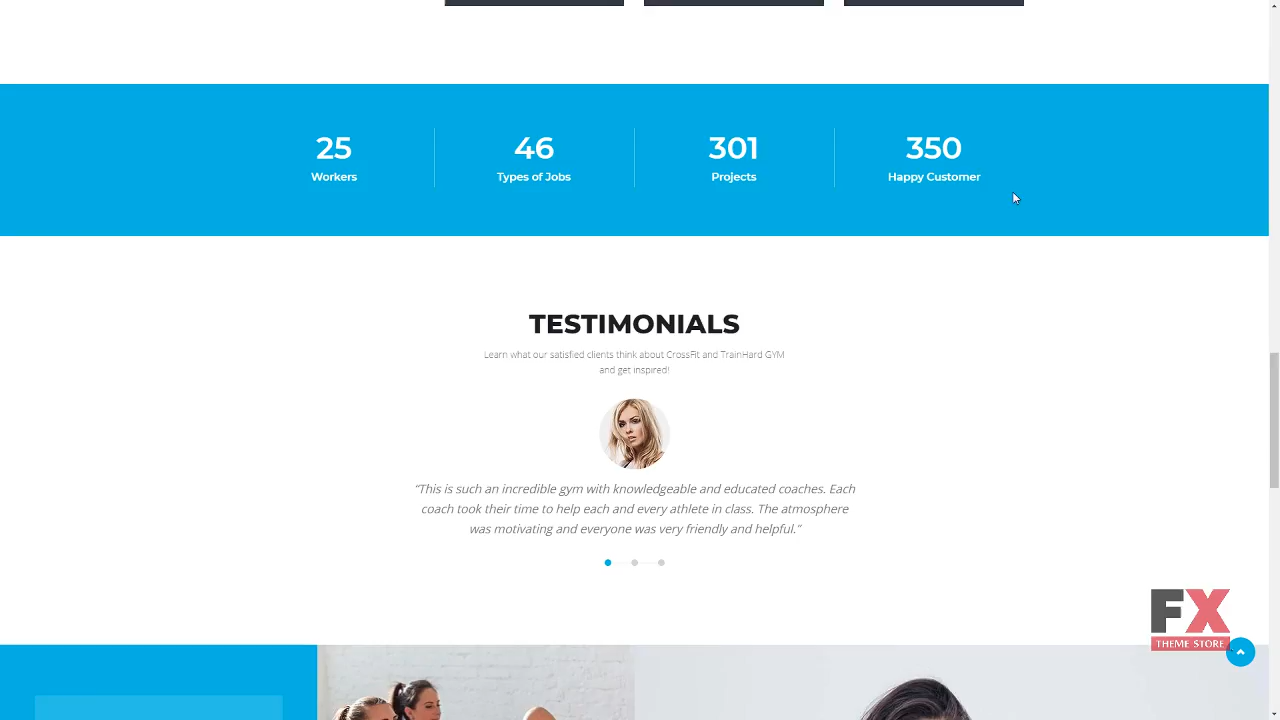 25
46
301
350
Workers
Types of Jobs
Projects
Happy Customer
TESTIMONIALS
Learn what our satisfied clients think about CrossFit and TrainHard GYM
and get inspired!
“This is such an incredible gym with knowledgeable and educated coaches. Each
coach took their time to help each and every athlete in class. The atmosphere
was motivating and everyone was very friendly and helpful.”
FX
THEME STORE